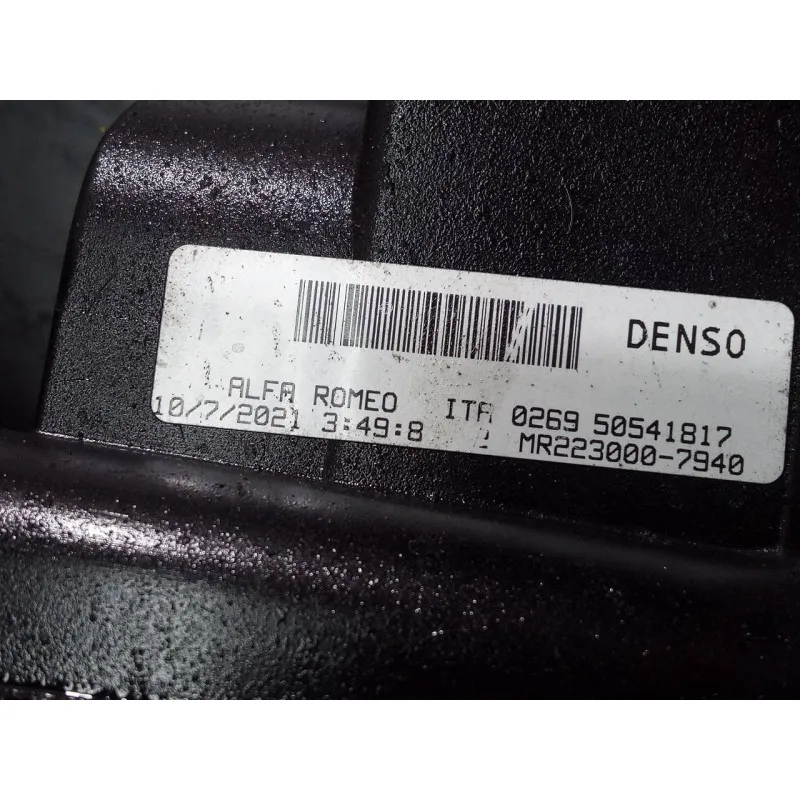 DENSO
ALFA ROMEO ITA 0269 50541817
10/7/2021 3:49:8 MR223000-7940